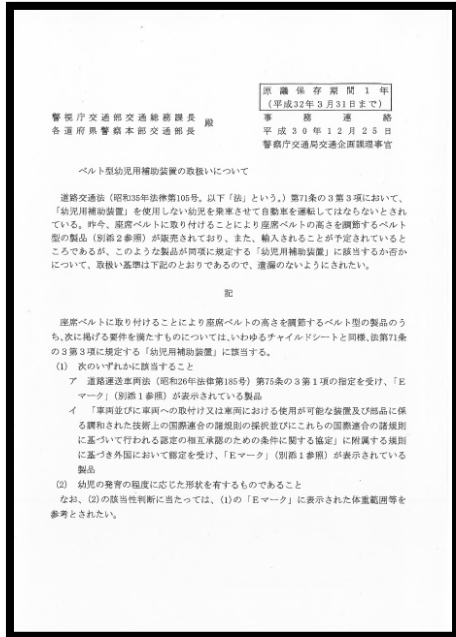 原議保存期間1年
(平成32年3月31日まで)
警視庁交通部交通総務課長
各道府県警察本部交通部長 殿
事務連絡
平成30年12月25日
警察庁交通局交通企画課理事官
ベルト型幼児用補助装置の取扱いについて
道路交通法(昭和35年法律第105号。以下「法」という。)第71条の3第3項において、
「幼児用補助装置」を使用しない幼児を乗車させて自動車を運転してはならないとされ
ている。昨今、座席ベルトに取り付けることにより座席ベルトの高さを調節するベルト
型の製品(別添2参照)が販売されており、また、輸入されることが予定されていると
ころであるが、このような製品が同項に規定する「幼児用補助装置」に該当するか否か
について、取扱い基準は下記のとおりであるので、遺漏のないようにされたい。
記
座席ベルトに取り付けることにより座席ベルトの高さを調節するベルト型の製品のう
ち、次に掲げる要件を満たすものについては、いわゆるチャイルドシートと同様、法第71条
の3第3項に規定する「幼児用補助装置」に該当する。
(1) 次のいずれかに該当すること
ア 道路運送車両法(昭和26年法律第185号)第75条の3第1項の指定を受け、「E
マーク」(別添1参照)が表示されている製品
イ 「車両並びに車両への取付け又は車両における使用が可能な装置及び部品に係
る調和された技術上の国際連合の諸規則の採択並びにこれらの国際連合の諸規則
に基づいて行われる認定の相互承認のための条件に関する協定」に附属する規則
に基づき外国において認定を受け、「Eマーク」(別添1参照)が表示されている
製品
(2) 幼児の発育の程度に応じた形状を有するものであること
なお、(2)の該当性判断に当たっては、(1)の「Eマーク」に表示された体重範囲等を
参考とされたい。